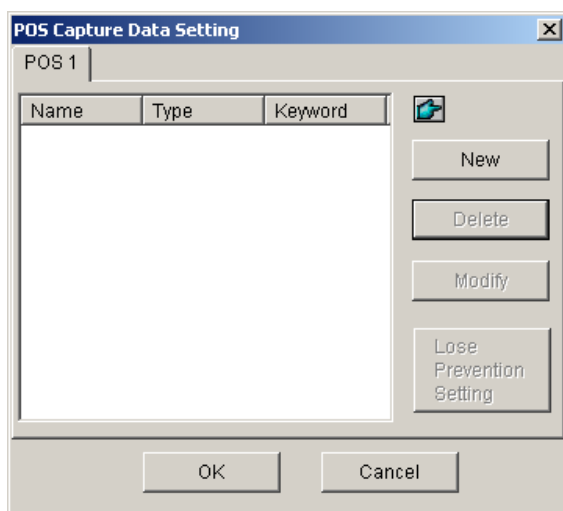 POS Capture Data Setting
POS 1
Name Type Keyword
New
Delete
Modify
Lose
Prevention
Setting
OK Cancel